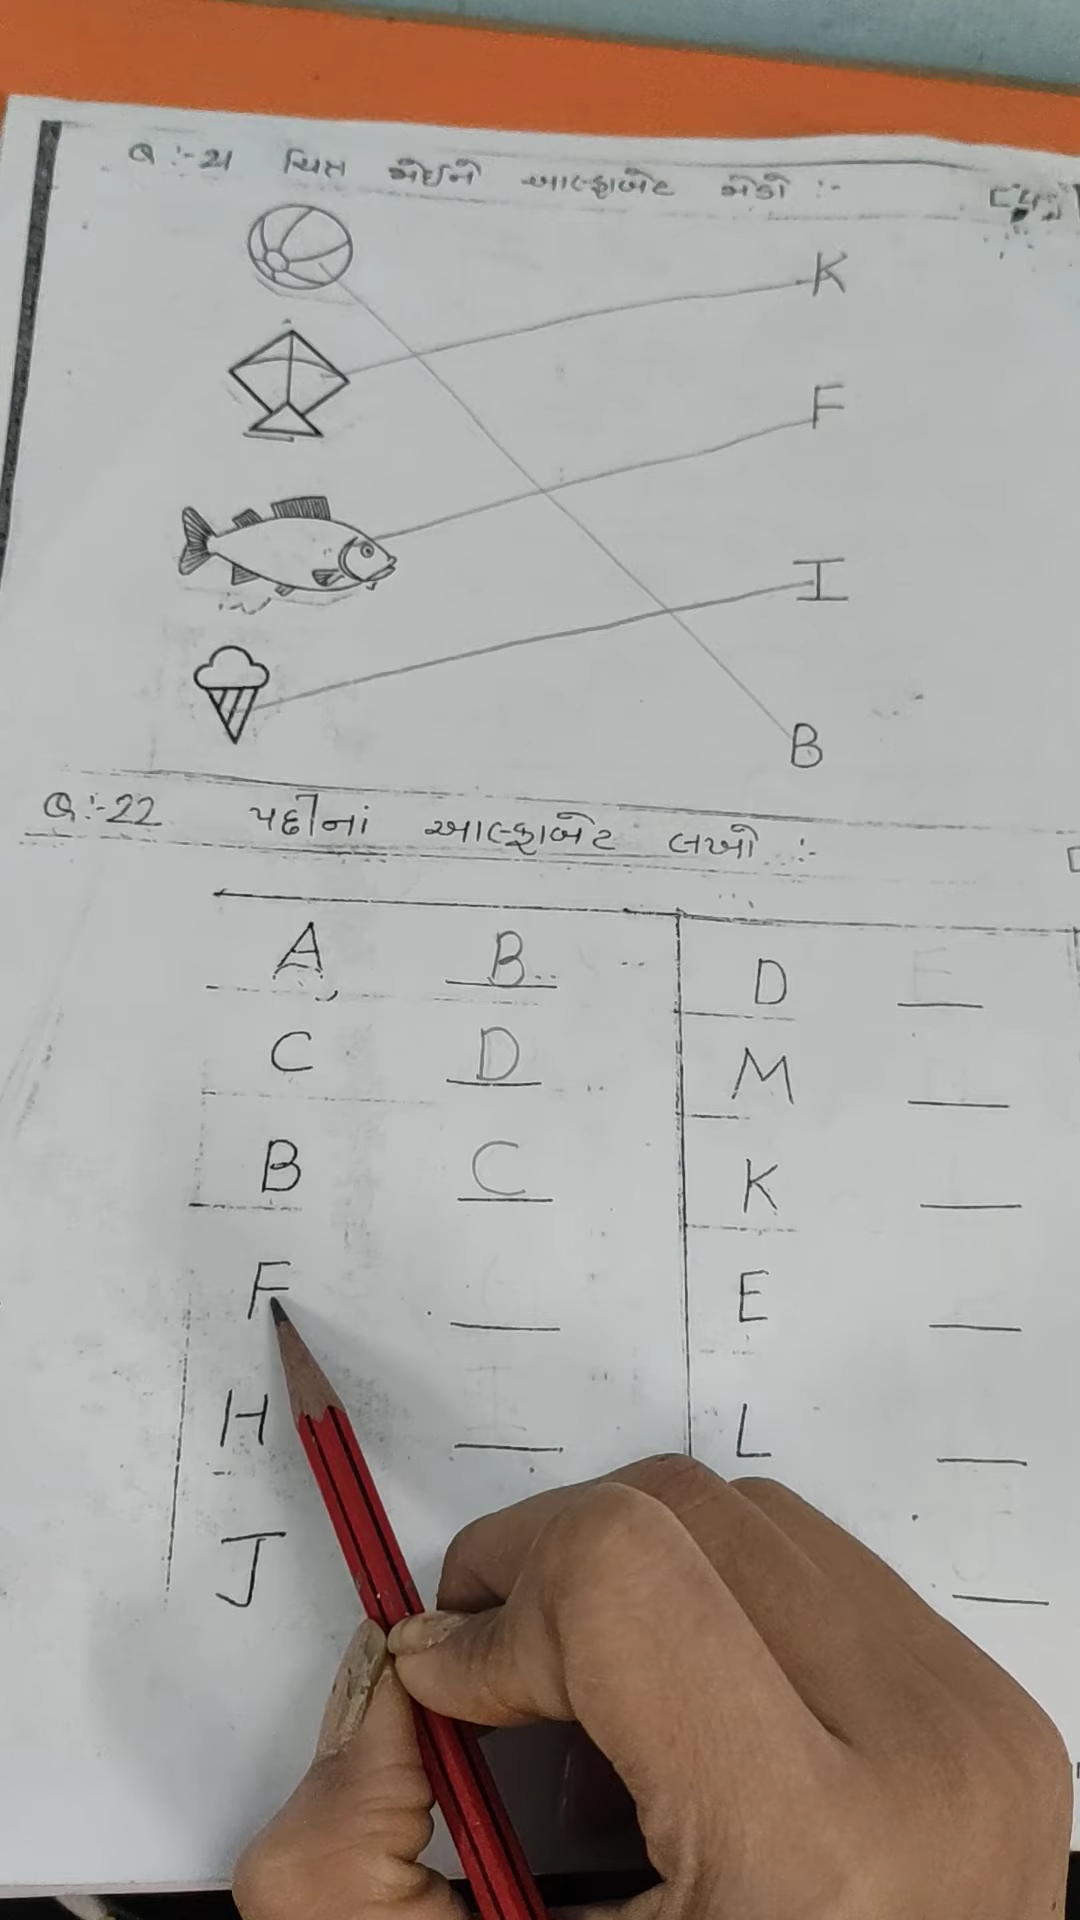 Q :- 21 ચિત્ર જોઈને આલ્ફાબેટ જોડો :-
K
F
I
B
Q :- 22 પછીનાં આલ્ફાબેટ લખો :-
A B D
C D M
B C K
F E
H L
J